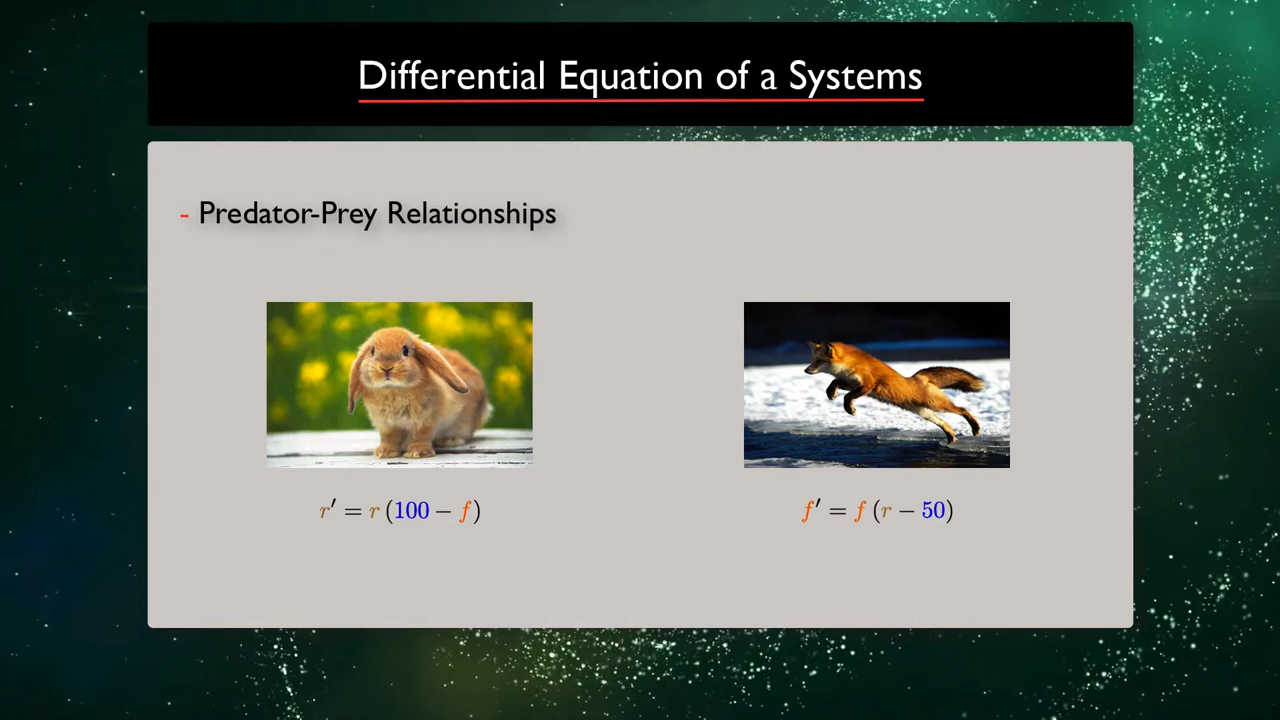 Differential Equation of a Systems
- Predator-Prey Relationships
r′ = r (100 − f)
f′ = f (r − 50)